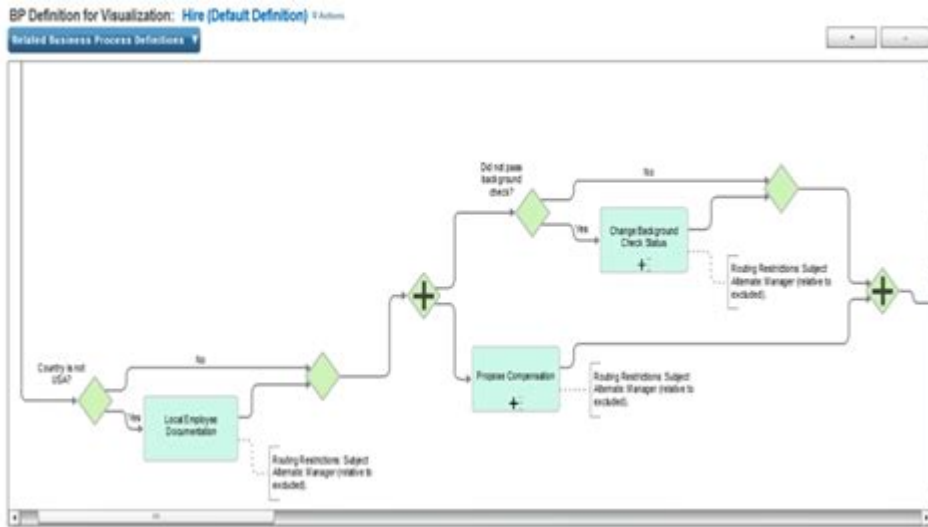 BP Definition for Visualization: Hire (Default Definition) Actions
Related Business Process Definitions
+ -
Did not pass
background
check?
No
Yes
Change Background
Check Status
Routing Restrictions: Subject
Alternate Manager (relative to
excluded).
Country is not
USA?
No
Yes
Local Employee
Documentation
Propose Compensation
Routing Restrictions: Subject
Alternate Manager (relative to
excluded).
Routing Restrictions: Subject
Alternate Manager (relative to
excluded).